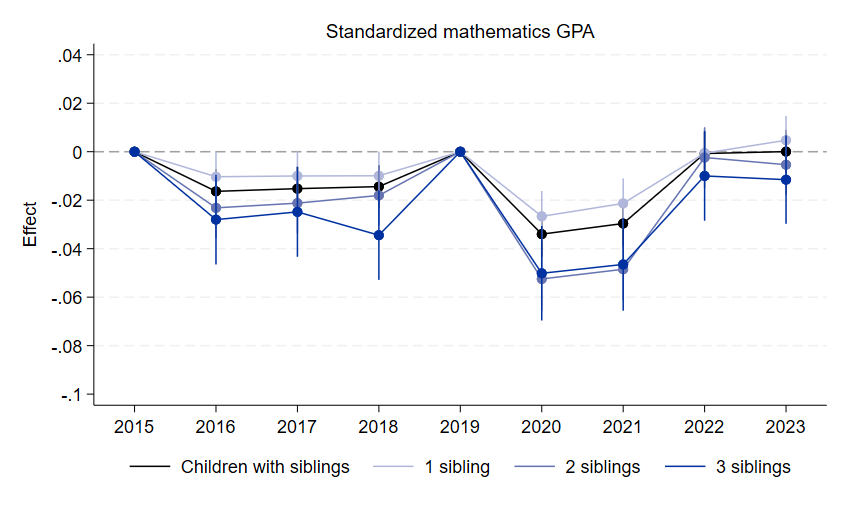 Standardized mathematics GPA
.04
.02
0
-.02
-.04
-.06
-.08
-.1
Effect
2015 2016 2017 2018 2019 2020 2021 2022 2023
Children with siblings 1 sibling 2 siblings 3 siblings